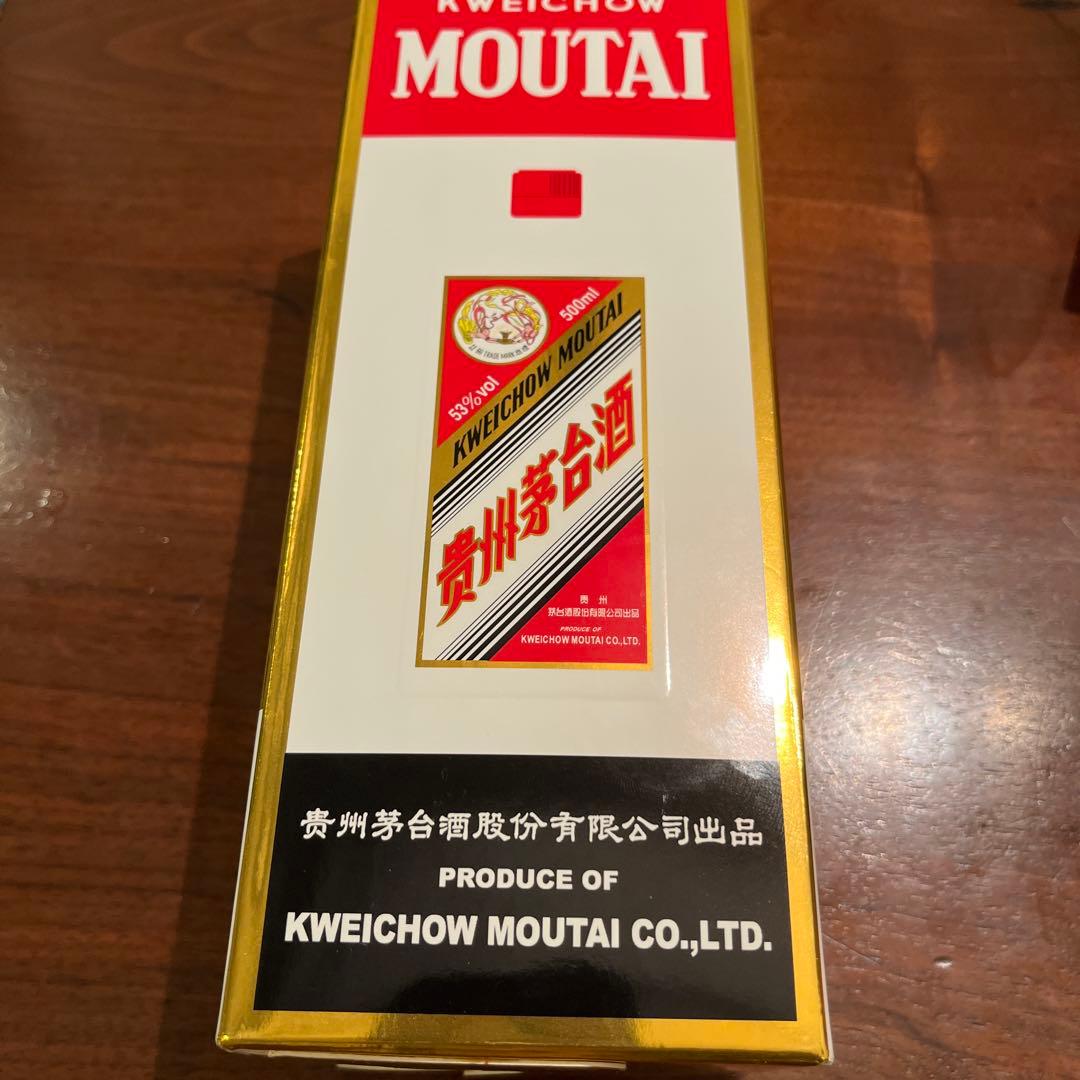 KWEICHOW
MOUTAI
500ml
TRADE MARK
53%vol
KWEICHOW MOUTAI
贵州茅台酒
贵 州
茅台酒股份有限公司出品
PRODUCE OF
KWEICHOW MOUTAI CO.,LTD.
贵州茅台酒股份有限公司出品
PRODUCE OF
KWEICHOW MOUTAI CO.,LTD.